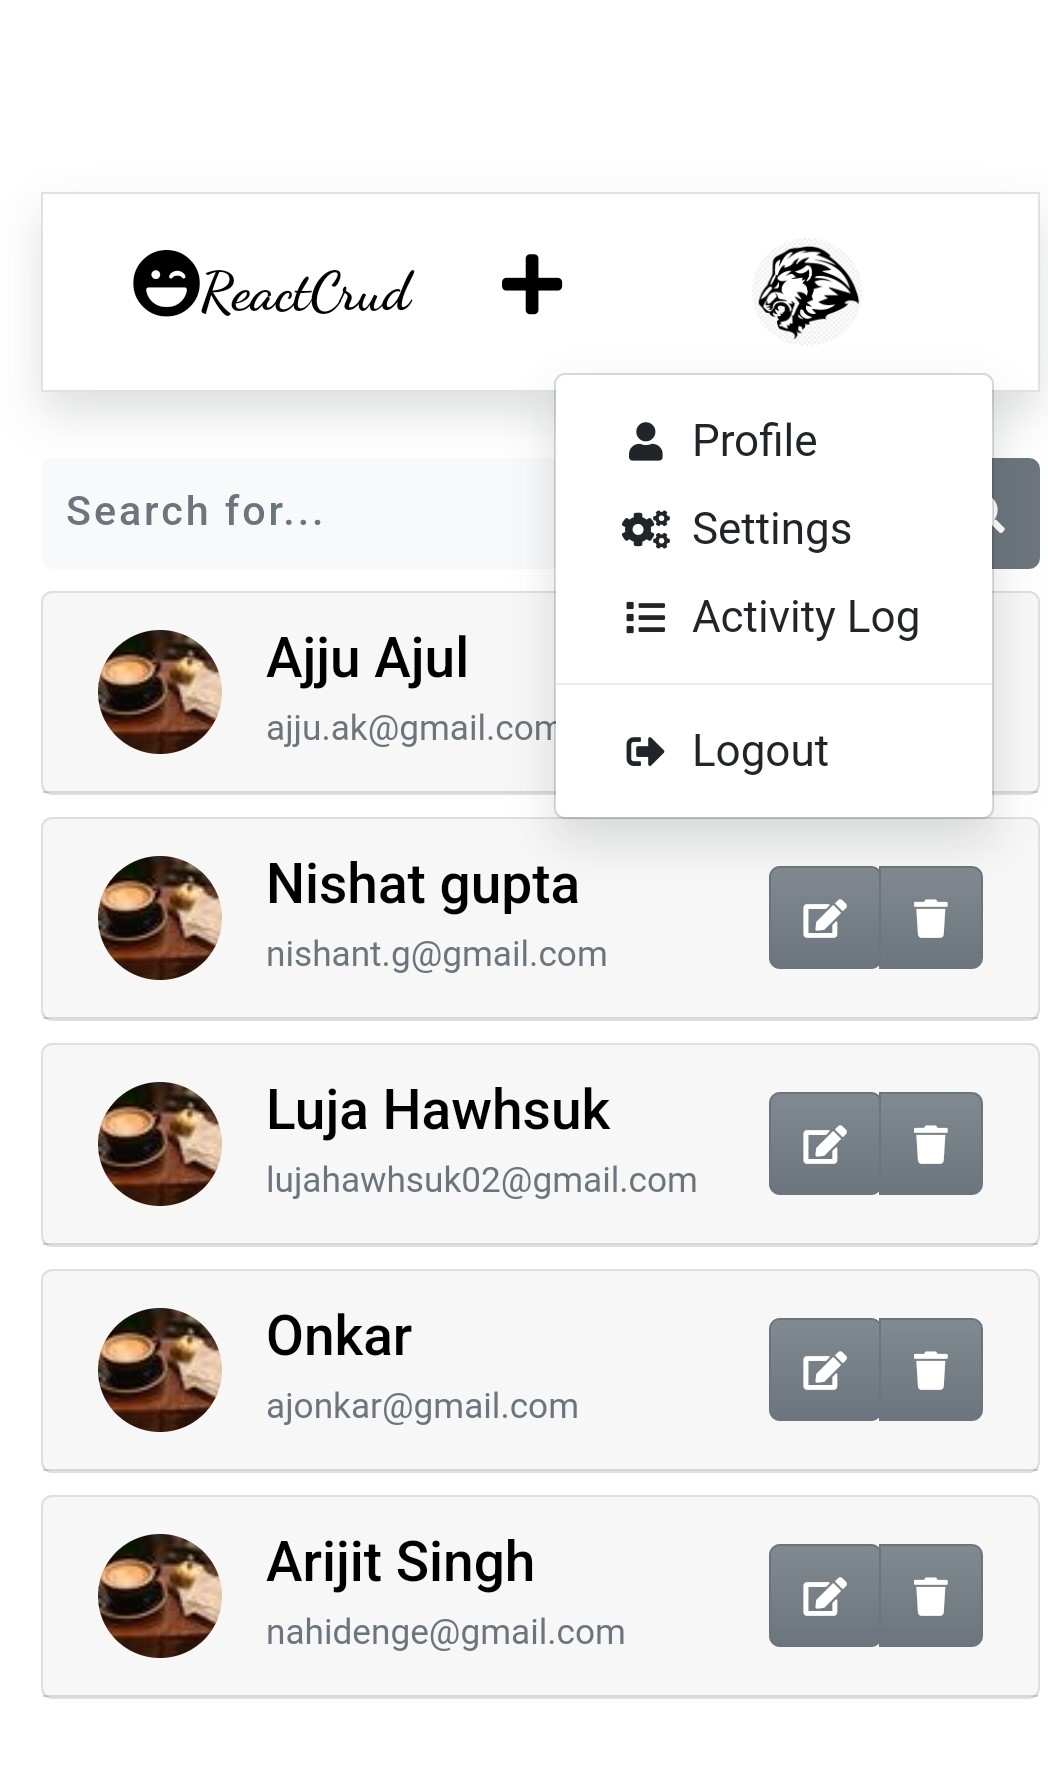 ReactCrud
Profile
Settings
Activity Log
Logout
Search for...
Ajju Ajul
ajju.ak@gmail.com
Nishat gupta
nishant.g@gmail.com
Luja Hawhsuk
lujahawhsuk02@gmail.com
Onkar
ajonkar@gmail.com
Arijit Singh
nahidenge@gmail.com